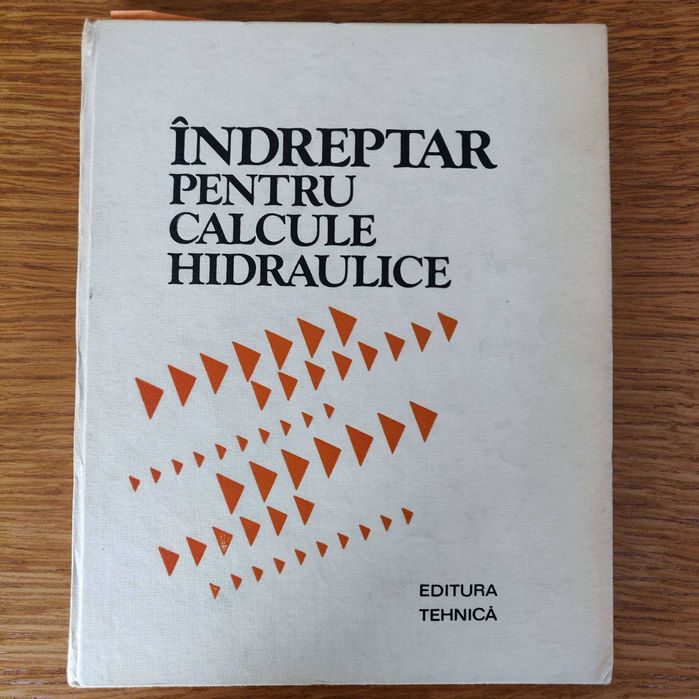 ÎNDREPTAR
PENTRU
CALCULE
HIDRAULICE
EDITURA
TEHNICĂ